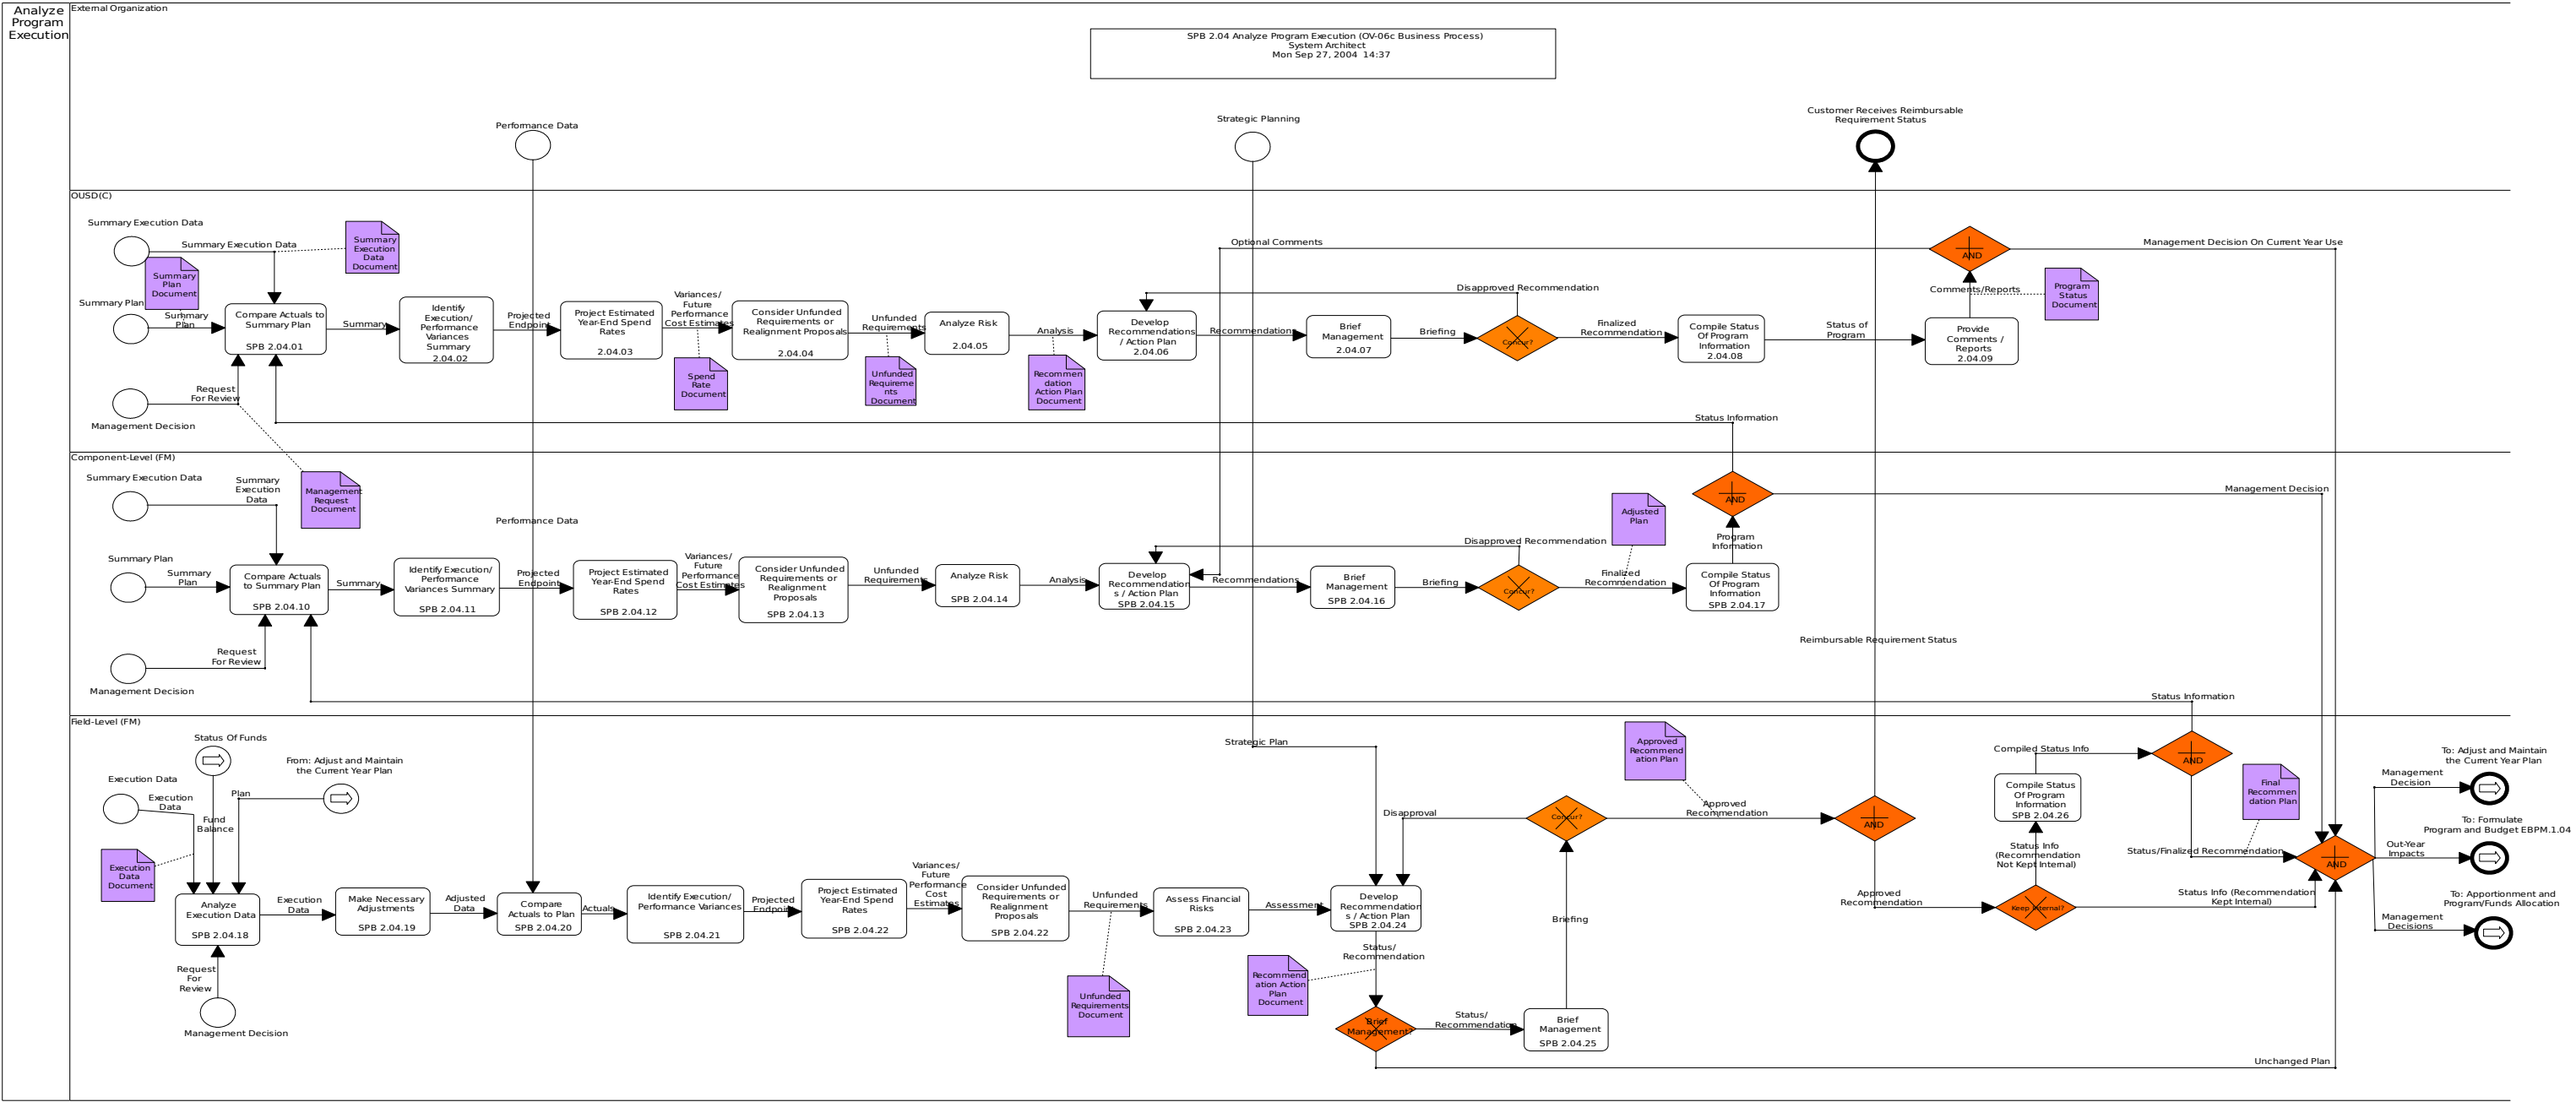 Analyze
Program
Execution
External Organization
SPB 2.04 Analyze Program Execution (OV-06c Business Process)
System Architect
Mon Sep 27, 2004  14:37
Performance Data
Strategic Planning
Customer Receives Reimbursable
Requirement Status
OUSD(C)
Summary Execution Data
Summary Execution Data
Summary
Execution
Data
Document
Summary
Plan
Document
Summary Plan
Summary
Plan
Compare Actuals to
Summary Plan
SPB 2.04.01
Summary
Identify
Execution/
Performance
Variances
Summary
2.04.02
Projected
Endpoint
Project Estimated
Year-End Spend
Rates
2.04.03
Variances/
Future
Performance
Cost Estimates
Spend
Rate
Document
Consider Unfunded
Requirements or
Realignment Proposals
2.04.04
Unfunded
Requirements
Unfunded
Requireme
nts
Document
Analyze Risk
2.04.05
Analysis
Recommen
dation
Action Plan
Document
Develop
Recommendations
/ Action Plan
2.04.06
Recommendations
Brief
Management
2.04.07
Briefing
Concur?
Disapproved Recommendation
Optional Comments
Finalized
Recommendation
Compile Status
Of Program
Information
2.04.08
Status of
Program
Provide
Comments /
Reports
2.04.09
Comments/Reports
Program
Status
Document
AND
Management Decision On Current Year Use
Request
For Review
Management Decision
Status Information
Component-Level (FM)
Summary Execution Data
Summary
Execution
Data
Management
Request
Document
Performance Data
Summary Plan
Summary
Plan
Compare Actuals
to Summary Plan
SPB 2.04.10
Summary
Identify Execution/
Performance
Variances Summary
SPB 2.04.11
Projected
Endpoint
Project Estimated
Year-End Spend
Rates
SPB 2.04.12
Variances/
Future
Performance
Cost Estimates
Consider Unfunded
Requirements or
Realignment
Proposals
SPB 2.04.13
Unfunded
Requirements
Analyze Risk
SPB 2.04.14
Analysis
Develop
Recommendation
s / Action Plan
SPB 2.04.15
Recommendations
Brief
Management
SPB 2.04.16
Briefing
Concur?
Disapproved Recommendation
Finalized
Recommendation
Adjusted
Plan
Compile Status
Of Program
Information
SPB 2.04.17
Program
Information
AND
Management Decision
Request
For Review
Management Decision
Reimbursable Requirement Status
Status Information
Field-Level (FM)
Status Of Funds
From: Adjust and Maintain
the Current Year Plan
Execution Data
Execution
Data
Plan
Fund
Balance
Execution
Data
Document
Analyze
Execution Data
SPB 2.04.18
Request
For
Review
Management Decision
Execution
Data
Make Necessary
Adjustments
SPB 2.04.19
Adjusted
Data
Compare
Actuals to Plan
SPB 2.04.20
Actuals
Identify Execution/
Performance Variances
SPB 2.04.21
Projected
Endpoint
Project Estimated
Year-End Spend
Rates
SPB 2.04.22
Variances/
Future
Performance
Cost
Estimates
Consider Unfunded
Requirements or
Realignment
Proposals
SPB 2.04.22
Unfunded
Requirements
Unfunded
Requirements
Document
Assess Financial
Risks
SPB 2.04.23
Assessment
Strategic Plan
Disapproval
Develop
Recommendation
s / Action Plan
SPB 2.04.24
Status/
Recommendation
Recommend
ation Action
Plan
Document
Brief
Management?
Status/
Recommendation
Brief
Management
SPB 2.04.25
Briefing
Concur?
Approved
Recommend
ation Plan
Approved
Recommendation
AND
Approved
Recommendation
Keep Internal?
Status Info
(Recommendation
Not Kept Internal)
Compile Status
Of Program
Information
SPB 2.04.26
Compiled Status Info
AND
Status/Finalized Recommendation
Final
Recommen
dation Plan
Status Info (Recommendation
Kept Internal)
Unchanged Plan
AND
Management
Decision
To: Adjust and Maintain
the Current Year Plan
Out-Year
Impacts
To: Formulate
Program and Budget EBPM.1.04
Management
Decisions
To: Apportionment and
Program/Funds Allocation